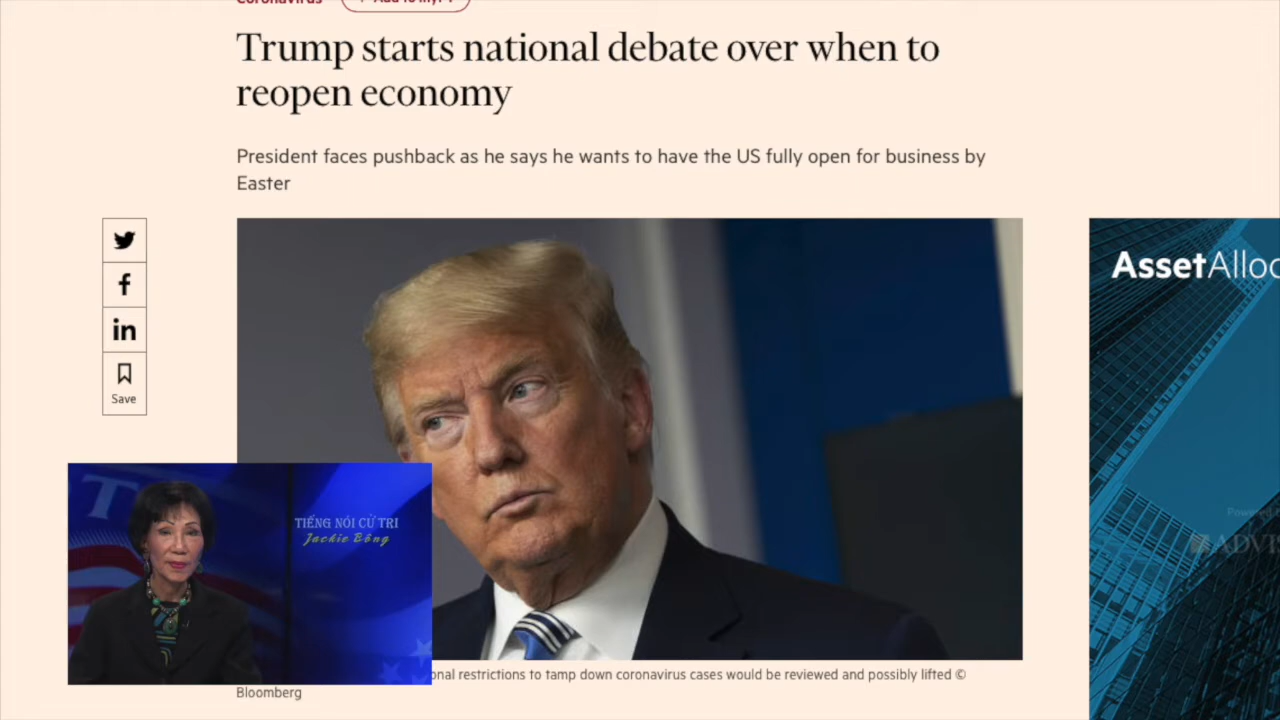 Coronavirus
Trump starts national debate over when to
reopen economy
President faces pushback as he says he wants to have the US fully open for business by
Easter
Save
AssetAlloc
TIẾNG NÓI CỬ TRI
Jackie Bông
onal restrictions to tamp down coronavirus cases would be reviewed and possibly lifted ©
Bloomberg
Powered
ADVIS